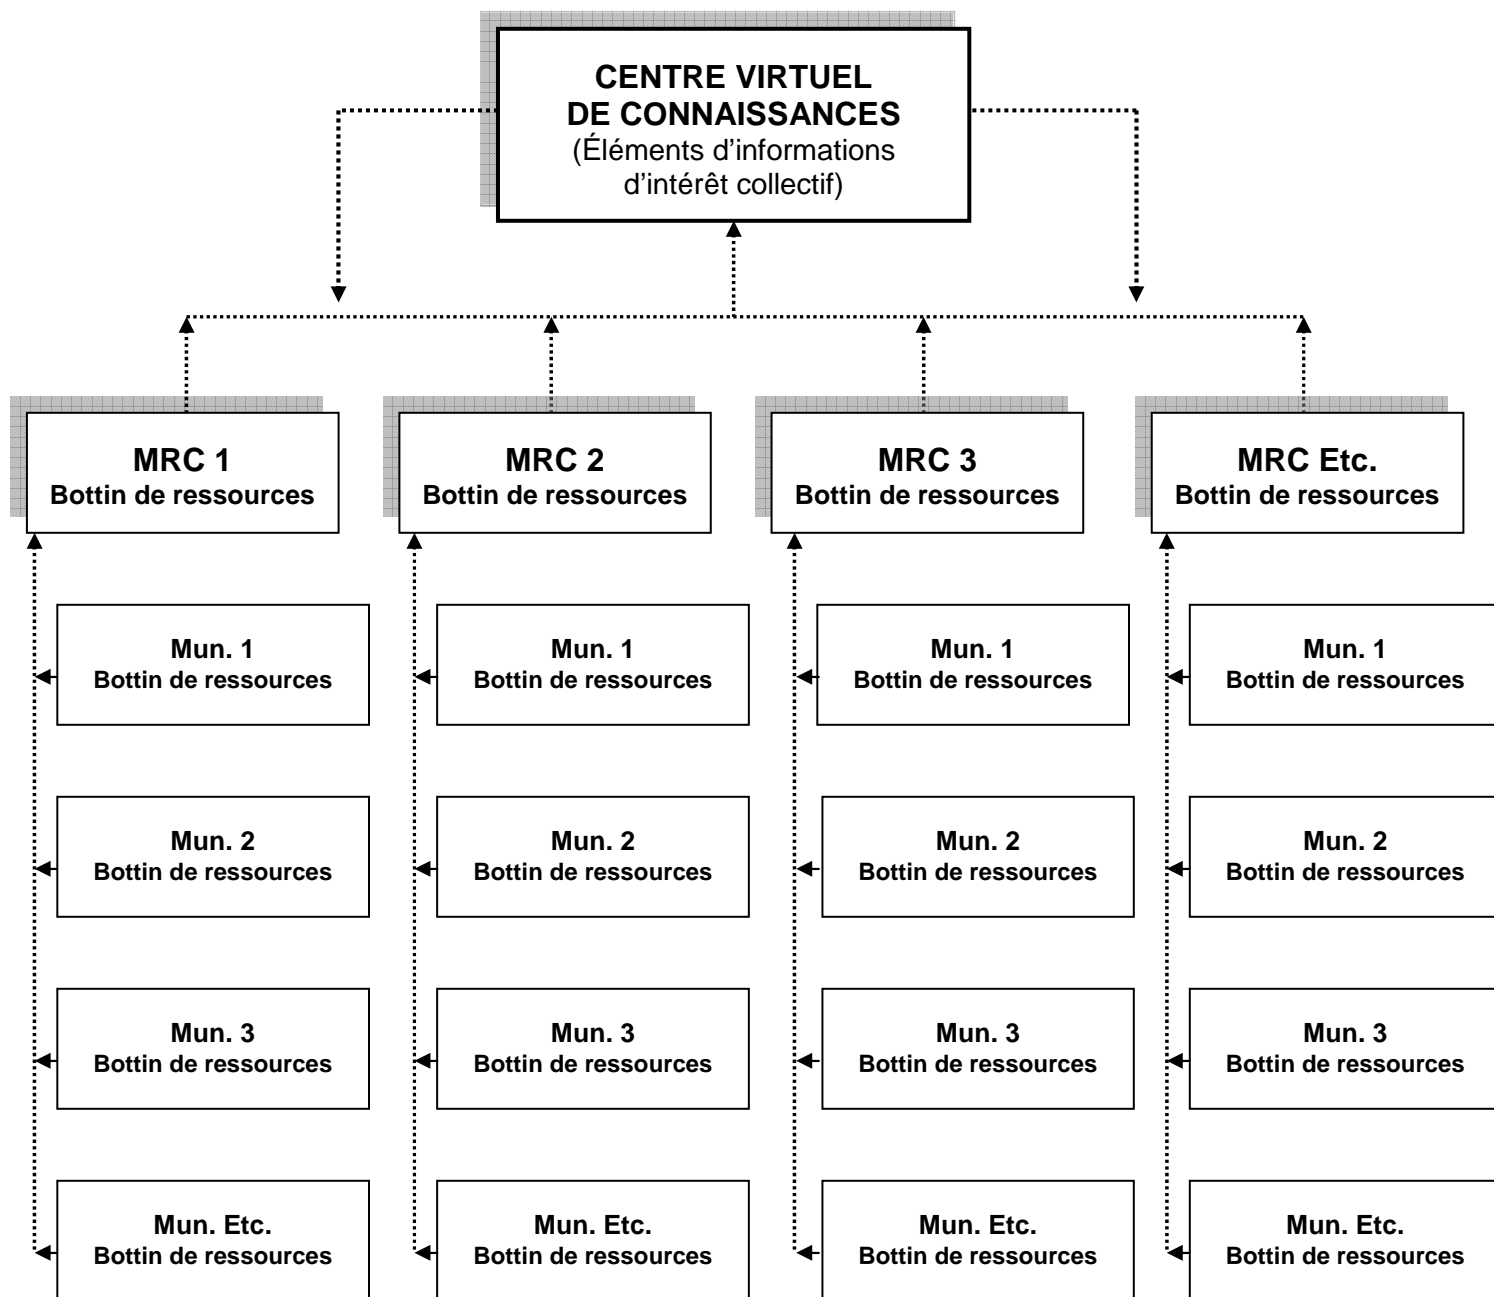 CENTRE VIRTUEL
DE CONNAISSANCES
(Éléments d’informations
d’intérêt collectif)
MRC 1
Bottin de ressources
MRC 2
Bottin de ressources
MRC 3
Bottin de ressources
MRC Etc.
Bottin de ressources
Mun. 1
Bottin de ressources
Mun. 1
Bottin de ressources
Mun. 1
Bottin de ressources
Mun. 1
Bottin de ressources
Mun. 2
Bottin de ressources
Mun. 2
Bottin de ressources
Mun. 2
Bottin de ressources
Mun. 2
Bottin de ressources
Mun. 3
Bottin de ressources
Mun. 3
Bottin de ressources
Mun. 3
Bottin de ressources
Mun. 3
Bottin de ressources
Mun. Etc.
Bottin de ressources
Mun. Etc.
Bottin de ressources
Mun. Etc.
Bottin de ressources
Mun. Etc.
Bottin de ressources